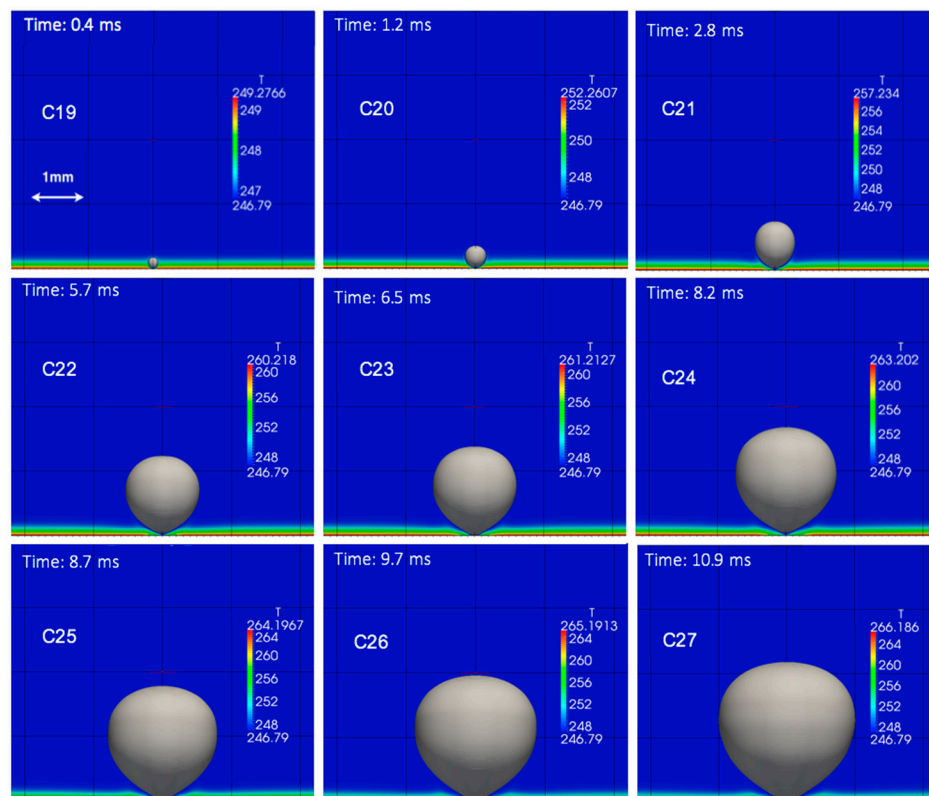 Time: 0.4 ms
T
249.2766
249
C19
248
1mm
247
246.79
Time: 1.2 ms
T
252.2607
252
C20
250
248
246.79
Time: 2.8 ms
T
257.234
256
C21
254
252
250
248
246.79
Time: 5.7 ms
T
260.218
C22
260
256
252
248
246.79
Time: 6.5 ms
T
261.2127
C23
260
256
252
248
246.79
Time: 8.2 ms
T
263.202
C24
260
256
252
248
246.79
Time: 8.7 ms
T
264.1967
C25
264
260
256
252
248
246.79
Time: 9.7 ms
T
265.1913
C26
264
260
256
252
248
246.79
Time: 10.9 ms
T
266.186
C27
264
260
256
252
248
246.79